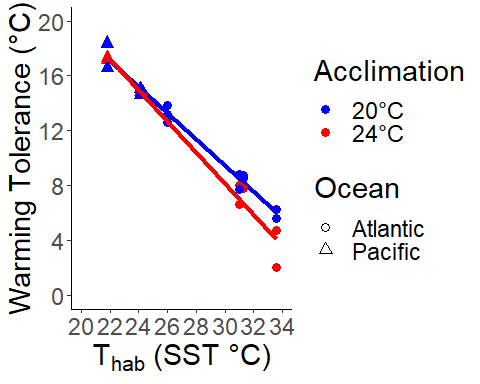 Warming Tolerance (°C)
20
16
12
8
4
0
20 22 24 26 28 30 32 34
T_hab (SST °C)
Acclimation
20°C
24°C
Ocean
Atlantic
Pacific